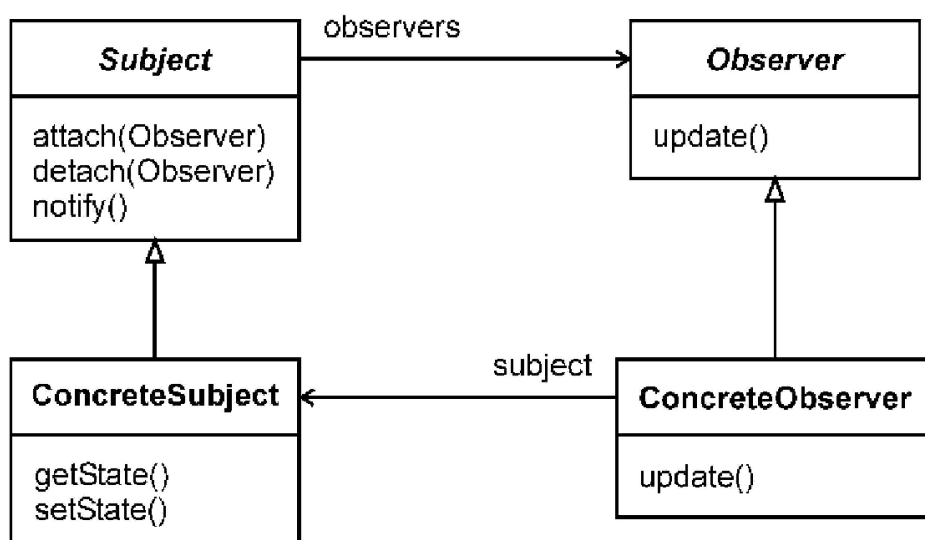 Subject
attach(Observer)
detach(Observer)
notify()
observers
Observer
update()
ConcreteSubject
getState()
setState()
subject
ConcreteObserver
update()